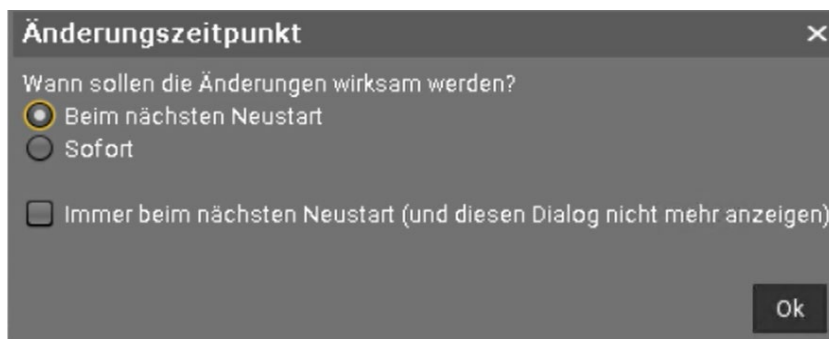 Änderungszeitpunkt
Wann sollen die Änderungen wirksam werden?
Beim nächsten Neustart
Sofort
Immer beim nächsten Neustart (und diesen Dialog nicht mehr anzeigen)
Ok